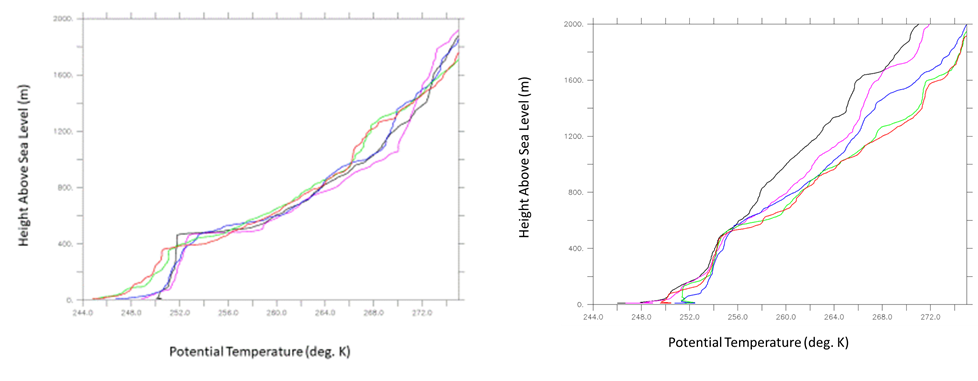 2000.
1600.
1200.
800.
400.
0.
244.0 248.0 252.0 256.0 260.0 264.0 268.0 272.0
Height Above Sea Level (m)
Potential Temperature (deg. K)
2000.
1600.
1200.
800.
400.
0.
244.0 248.0 252.0 256.0 260.0 264.0 268.0 272.0
Height Above Sea Level (m)
Potential Temperature (deg. K)